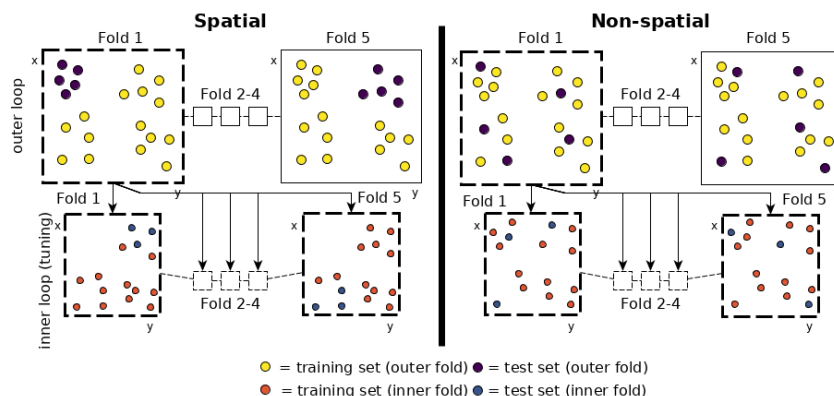 Spatial
Non-spatial
Fold 1
Fold 5
Fold 1
Fold 5
x
x
x
x
outer loop
Fold 2-4
Fold 2-4
y
y
y
y
Fold 1
Fold 5
Fold 1
Fold 5
x
x
x
x
inner loop (tuning)
Fold 2-4
Fold 2-4
y
y
y
y
= training set (outer fold)
= test set (outer fold)
= training set (inner fold)
= test set (inner fold)